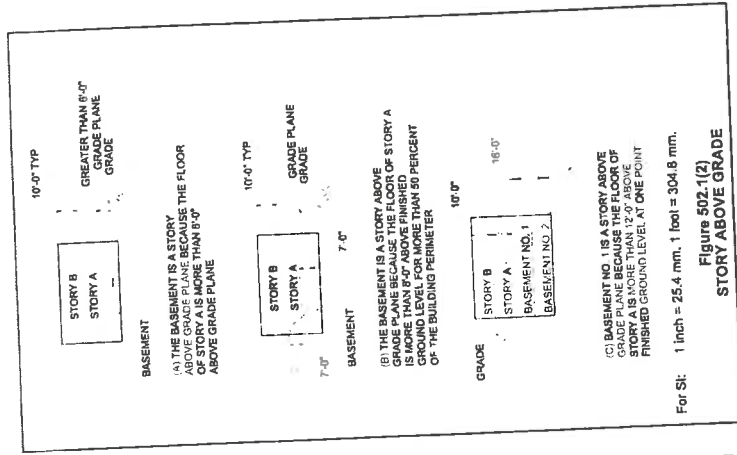 10'-0" TYP
STORY B
STORY A
GREATER THAN 6'-0"
GRADE PLANE
GRADE
BASEMENT
(A) THE BASEMENT IS A STORY
ABOVE GRADE PLANE BECAUSE THE FLOOR
OF STORY A IS MORE THAN 6'-0"
ABOVE GRADE PLANE
10'-0" TYP
STORY B
STORY A
GRADE PLANE
GRADE
7'-0"
7'-0"
BASEMENT
(B) THE BASEMENT IS A STORY ABOVE
GRADE PLANE BECAUSE THE FLOOR OF STORY A
IS MORE THAN 6'-0" ABOVE FINISHED
GROUND LEVEL FOR MORE THAN 50 PERCENT
OF THE BUILDING PERIMETER
10'-0"
GRADE
STORY B
STORY A
BASEMENT NO. 1
BASEMENT NO. 2
16'-0"
(C) BASEMENT NO. 1 IS A STORY ABOVE
GRADE PLANE BECAUSE THE FLOOR OF
STORY A IS MORE THAN 12'-0" ABOVE
FINISHED GROUND LEVEL AT ONE POINT
For SI: 1 inch = 25.4 mm, 1 foot = 304.8 mm.
Figure 502.1(2)
STORY ABOVE GRADE